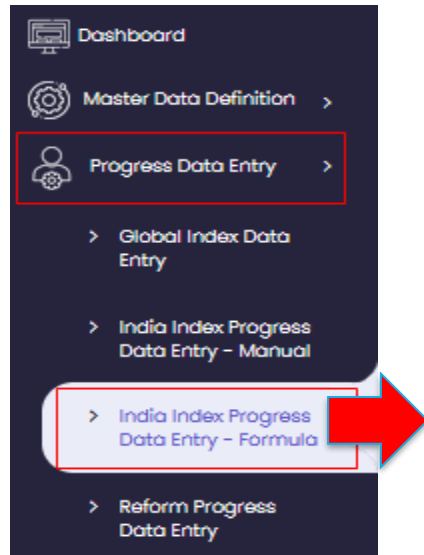 Dashboard
Master Data Definition >
Progress Data Entry >
> Global Index Data
Entry
> India Index Progress
Data Entry - Manual
> India Index Progress
Data Entry - Formula
> Reform Progress
Data Entry